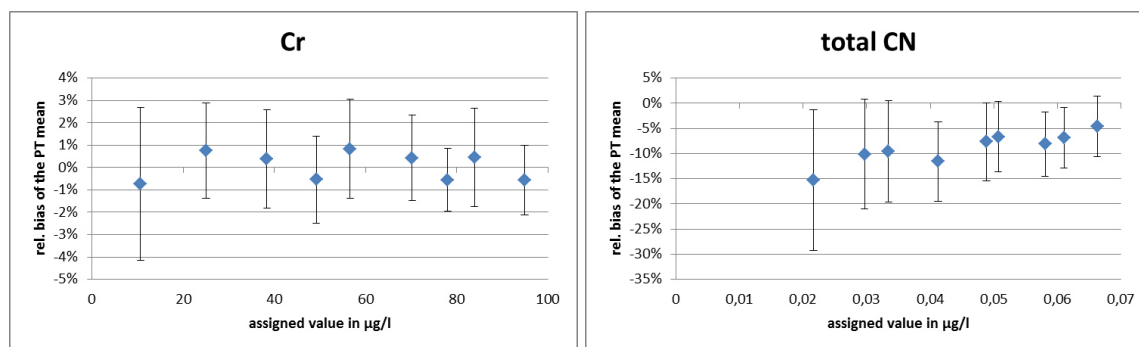 Cr
rel. bias of the PT mean
4%
3%
2%
1%
0%
-1%
-2%
-3%
-4%
-5%
0 20 40 60 80 100
assigned value in µg/l
total CN
rel. bias of the PT mean
5%
0%
-5%
-10%
-15%
-20%
-25%
-30%
-35%
0 0,01 0,02 0,03 0,04 0,05 0,06 0,07
assigned value in µg/l